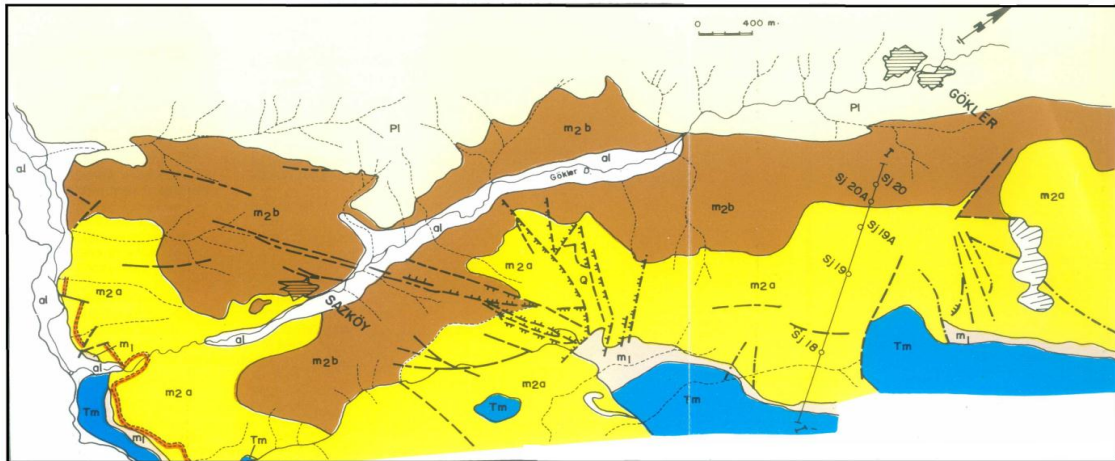 0 400 m.
GÖKLER
Pl
Pl
al
m2b
al
Gökler D.
m2b
m2b
m2a
Sj 20
Sj 20A
Sj 19A
Sj 19
Sj 18
I
I
m2a
m2a
Q
m2a
al
al
SAZKÖY
al
m1
m2b
m1
m1
al
m2a
m2a
Tm
Tm
Tm
Tm
m1
Tm